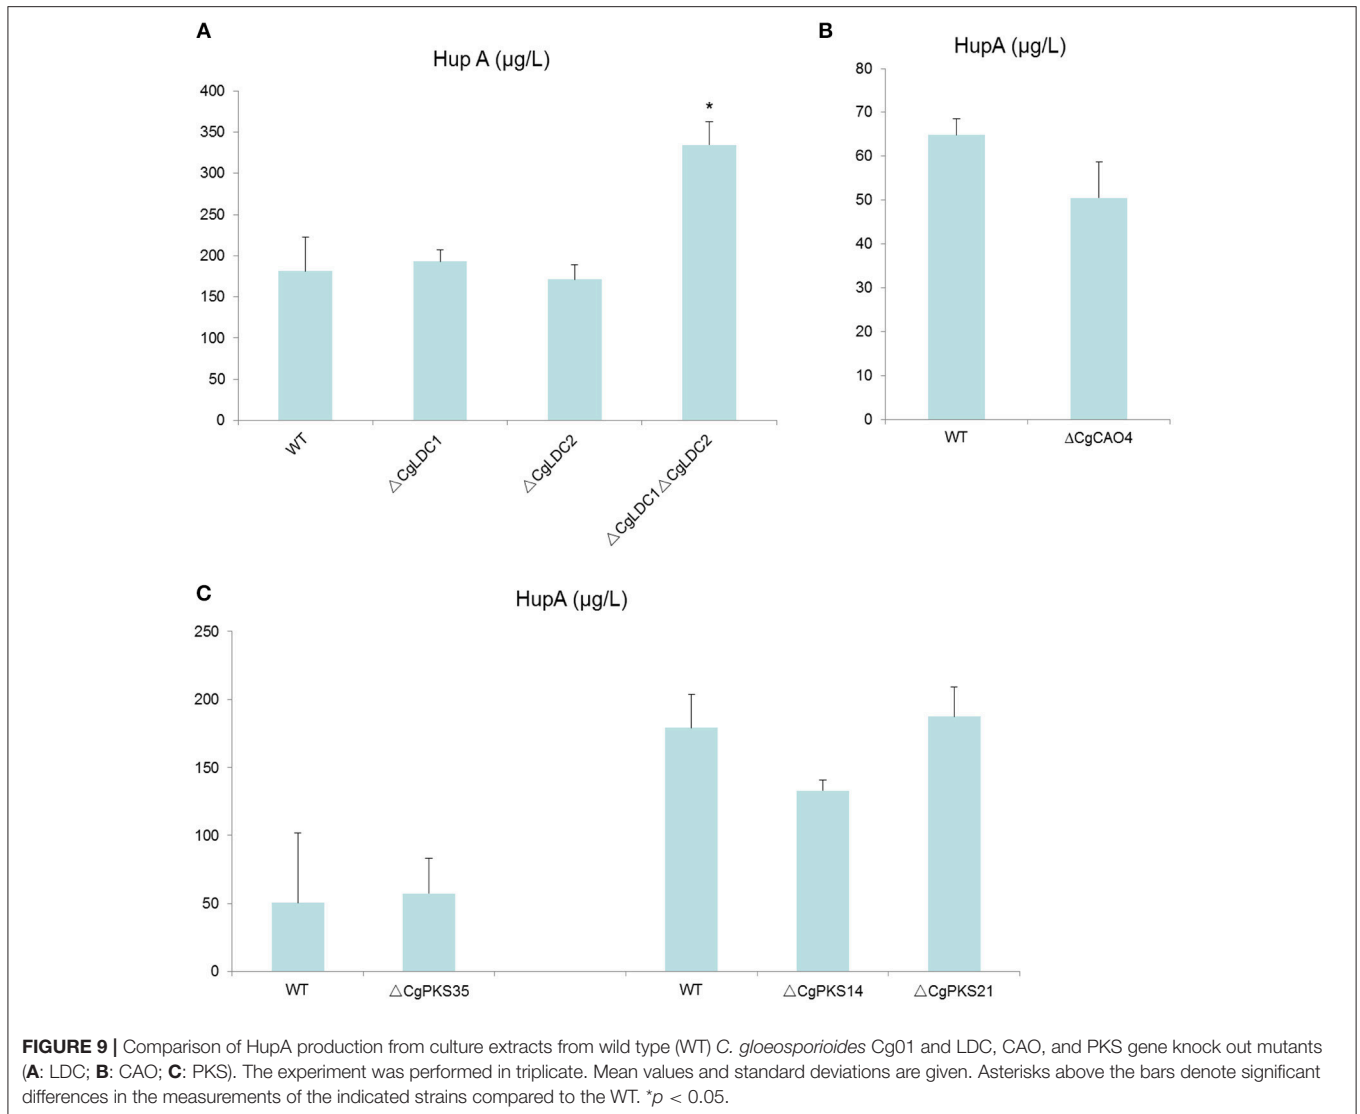 A
Hup A (µg/L)
400
350
300
250
200
150
100
50
0
*
WT
△CgLDC1
△CgLDC2
△CgLDC1△CgLDC2
B
HupA (µg/L)
80
70
60
50
40
30
20
10
0
WT
ΔCgCAO4
C
HupA (µg/L)
250
200
150
100
50
0
WT
△CgPKS35
WT
△CgPKS14
△CgPKS21
FIGURE 9 | Comparison of HupA production from culture extracts from wild type (WT) C. gloeosporioides Cg01 and LDC, CAO, and PKS gene knock out mutants
(A: LDC; B: CAO; C: PKS). The experiment was performed in triplicate. Mean values and standard deviations are given. Asterisks above the bars denote significant
differences in the measurements of the indicated strains compared to the WT. *p < 0.05.